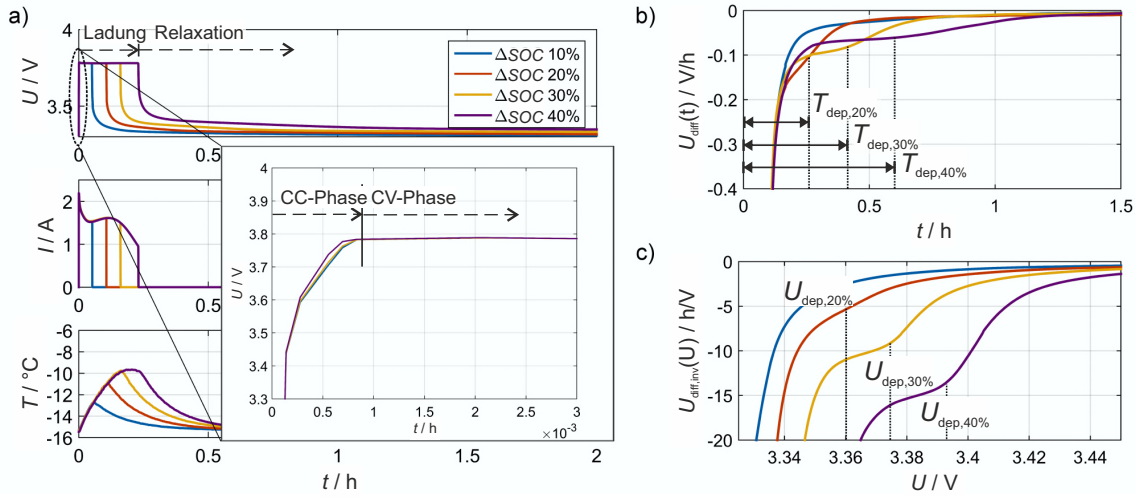 a)
Ladung Relaxation
4
3.5
U / V
ΔSOC 10%
ΔSOC 20%
ΔSOC 30%
ΔSOC 40%
0 0.5 1 1.5 2
2
1
0
I / A
0 0.5
-6
-8
-10
-12
-14
-16
T / °C
0 0.5 1 1.5 2
t / h
CC-Phase CV-Phase
3.9
3.8
3.7
3.6
3.5
3.4
3.3
U / V
0 0.5 1 1.5 2 2.5 3
t / h
×10⁻³
b)
0
-0.1
-0.2
-0.3
-0.4
U_diff(t) / V/h
T_dep,20%
T_dep,30%
T_dep,40%
0 0.5 1 1.5
t / h
c)
0
-5
-10
-15
-20
U_diff,inv(U) / h/V
U_dep,20%
U_dep,30%
U_dep,40%
3.34 3.36 3.38 3.4 3.42 3.44
U / V